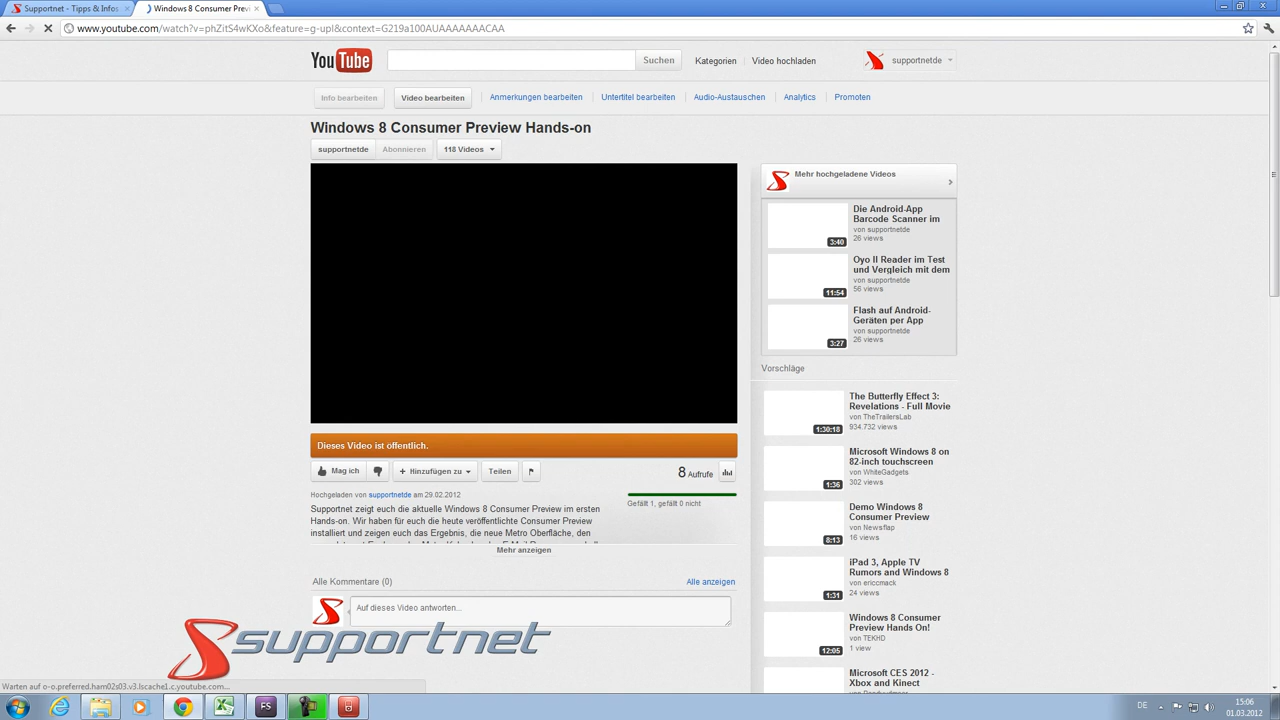 Supportnet - Tipps & Infos
Windows 8 Consumer Prev
www.youtube.com/watch?v=phZitS4wKXo&feature=g-upl&context=G219a100AUAAAAAAACAA
YouTube
Suchen
Kategorien
Video hochladen
supportnetde
Info bearbeiten
Video bearbeiten
Anmerkungen bearbeiten
Untertitel bearbeiten
Audio-Austauschen
Analytics
Promoten
Windows 8 Consumer Preview Hands-on
supportnetde
Abonnieren
118 Videos
Mehr hochgeladene Videos
Die Android-App
Barcode Scanner im
von supportnetde
26 views
3:40
Oyo II Reader im Test
und Vergleich mit dem
von supportnetde
56 views
11:54
Flash auf Android-
Geräten per App
von supportnetde
26 views
3:27
Vorschläge
The Butterfly Effect 3:
Revelations - Full Movie
von TheTrailersLab
934.732 views
1:30:18
Microsoft Windows 8 on
82-inch touchscreen
von WhiteGadgets
302 views
1:36
Demo Windows 8
Consumer Preview
von Newsflap
16 views
8:13
iPad 3, Apple TV
Rumors and Windows 8
von ericcmack
24 views
1:31
Windows 8 Consumer
Preview Hands On!
von TEKHD
1 view
12:05
Microsoft CES 2012 -
Xbox and Kinect
Dieses Video ist öffentlich.
Mag ich
+ Hinzufügen zu
Teilen
8 Aufrufe
Hochgeladen von supportnetde am 29.02.2012
Gefällt 1, gefällt 0 nicht
Supportnet zeigt euch die aktuelle Windows 8 Consumer Preview im ersten
Hands-on. Wir haben für euch die heute veröffentlichte Consumer Preview
installiert und zeigen euch das Ergebnis, die neue Metro Oberfläche, den
Mehr anzeigen
Alle Kommentare (0)
Alle anzeigen
Auf dieses Video antworten...
supportnet
Warten auf o-o.preferred.ham02s03.v3.lscache1.c.youtube.com...
FS
DE
15:06
01.03.2012